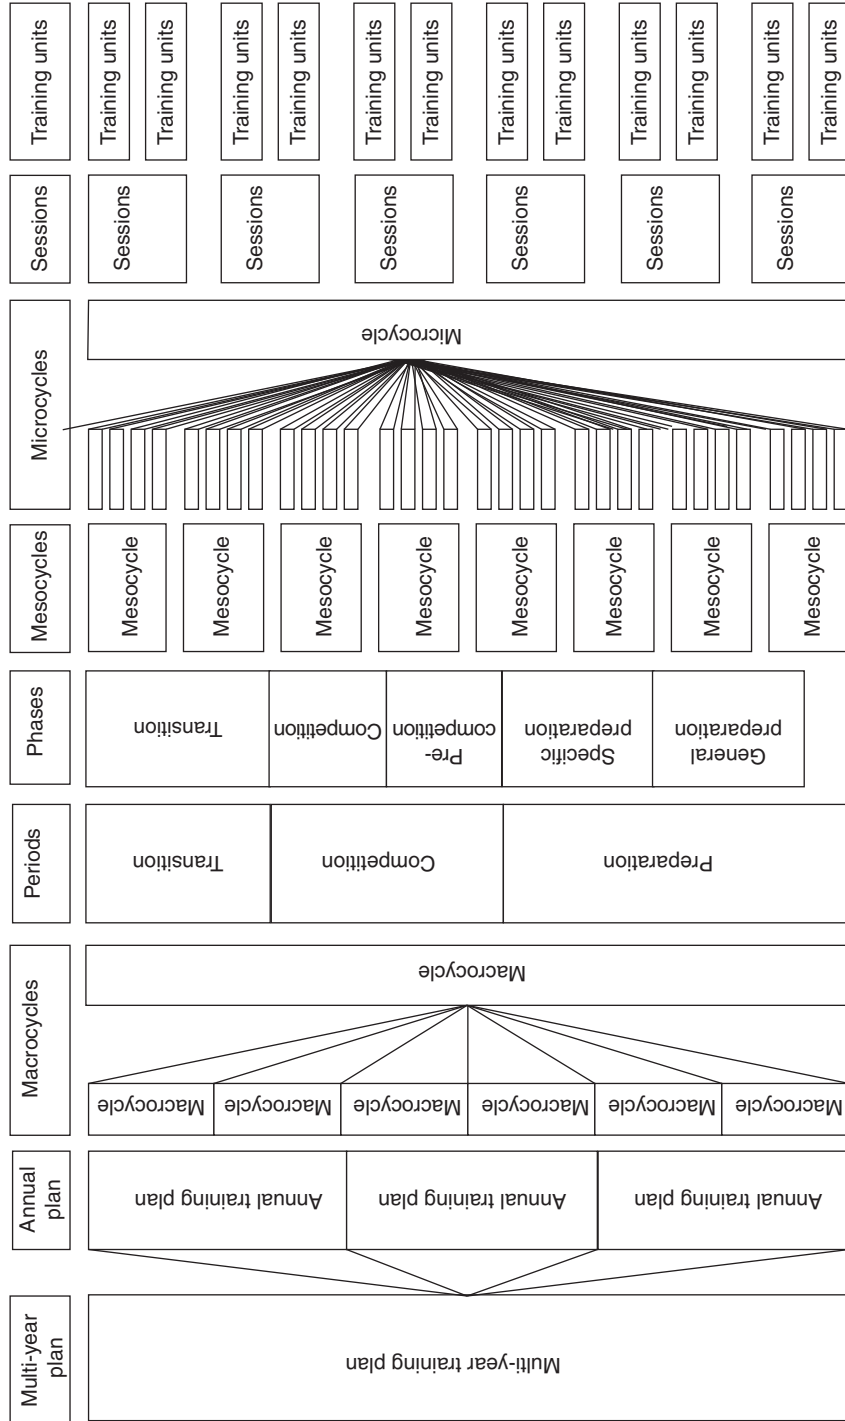 Multi-year
plan
Annual
plan
Macrocycles
Periods
Phases
Mesocycles
Microcycles
Sessions
Training units
Multi-year training plan
Annual training plan
Annual training plan
Annual training plan
Macrocycle
Macrocycle
Macrocycle
Macrocycle
Macrocycle
Macrocycle
Macrocycle
Preparation
Competition
Transition
General
preparation
Specific
preparation
Pre-
competition
Competition
Transition
Mesocycle
Mesocycle
Mesocycle
Mesocycle
Mesocycle
Mesocycle
Mesocycle
Mesocycle
Microcycle
Sessions
Sessions
Sessions
Sessions
Sessions
Sessions
Training units
Training units
Training units
Training units
Training units
Training units
Training units
Training units
Training units
Training units
Training units
Training units